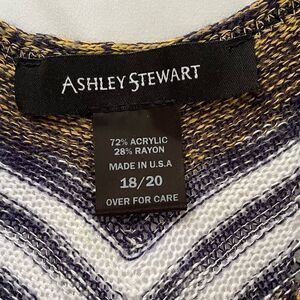 ASHLEY STEWART
72% ACRYLIC
28% RAYON
MADE IN U.S.A
18/20
OVER FOR CARE